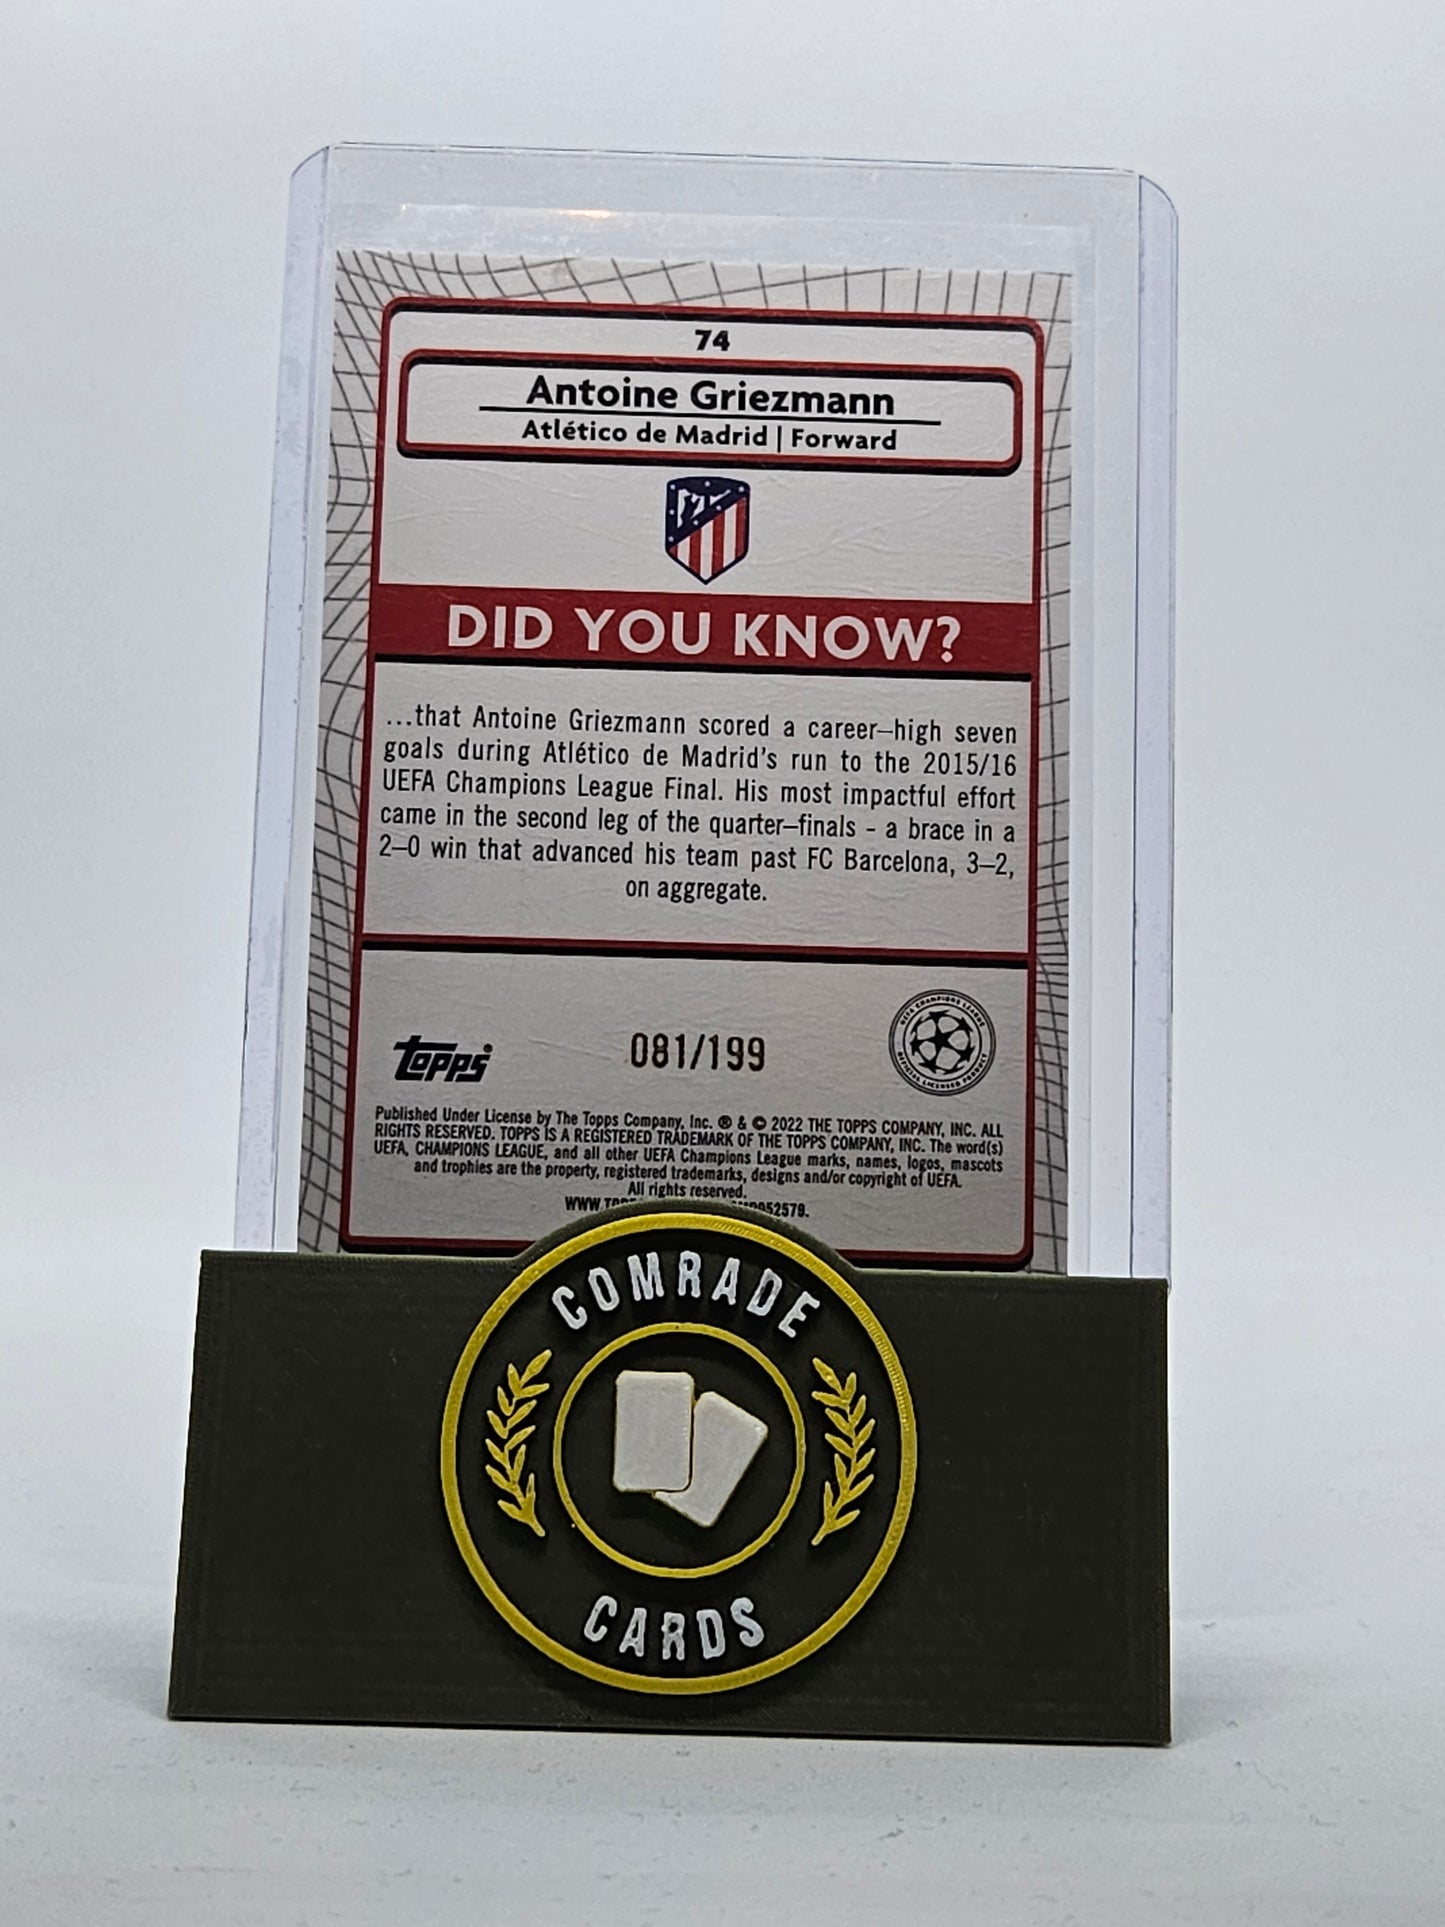 74
Antoine Griezmann
Atlético de Madrid | Forward
DID YOU KNOW?
...that Antoine Griezmann scored a career–high seven
goals during Atlético de Madrid's run to the 2015/16
UEFA Champions League Final. His most impactful effort
came in the second leg of the quarter–finals - a brace in a
2–0 win that advanced his team past FC Barcelona, 3–2,
on aggregate.
topps®
081/199
UEFA CHAMPIONS LEAGUE
OFFICIAL LICENSED PRODUCT
Published Under License by The Topps Company, Inc. ® & © 2022 THE TOPPS COMPANY, INC. ALL
RIGHTS RESERVED. TOPPS IS A REGISTERED TRADEMARK OF THE TOPPS COMPANY, INC. The word(s)
UEFA, CHAMPIONS LEAGUE, and all other UEFA Champions League marks, names, logos, mascots
and trophies are the property, registered trademarks, designs and/or copyright of UEFA.
All rights reserved.
COMRADE
CARDS